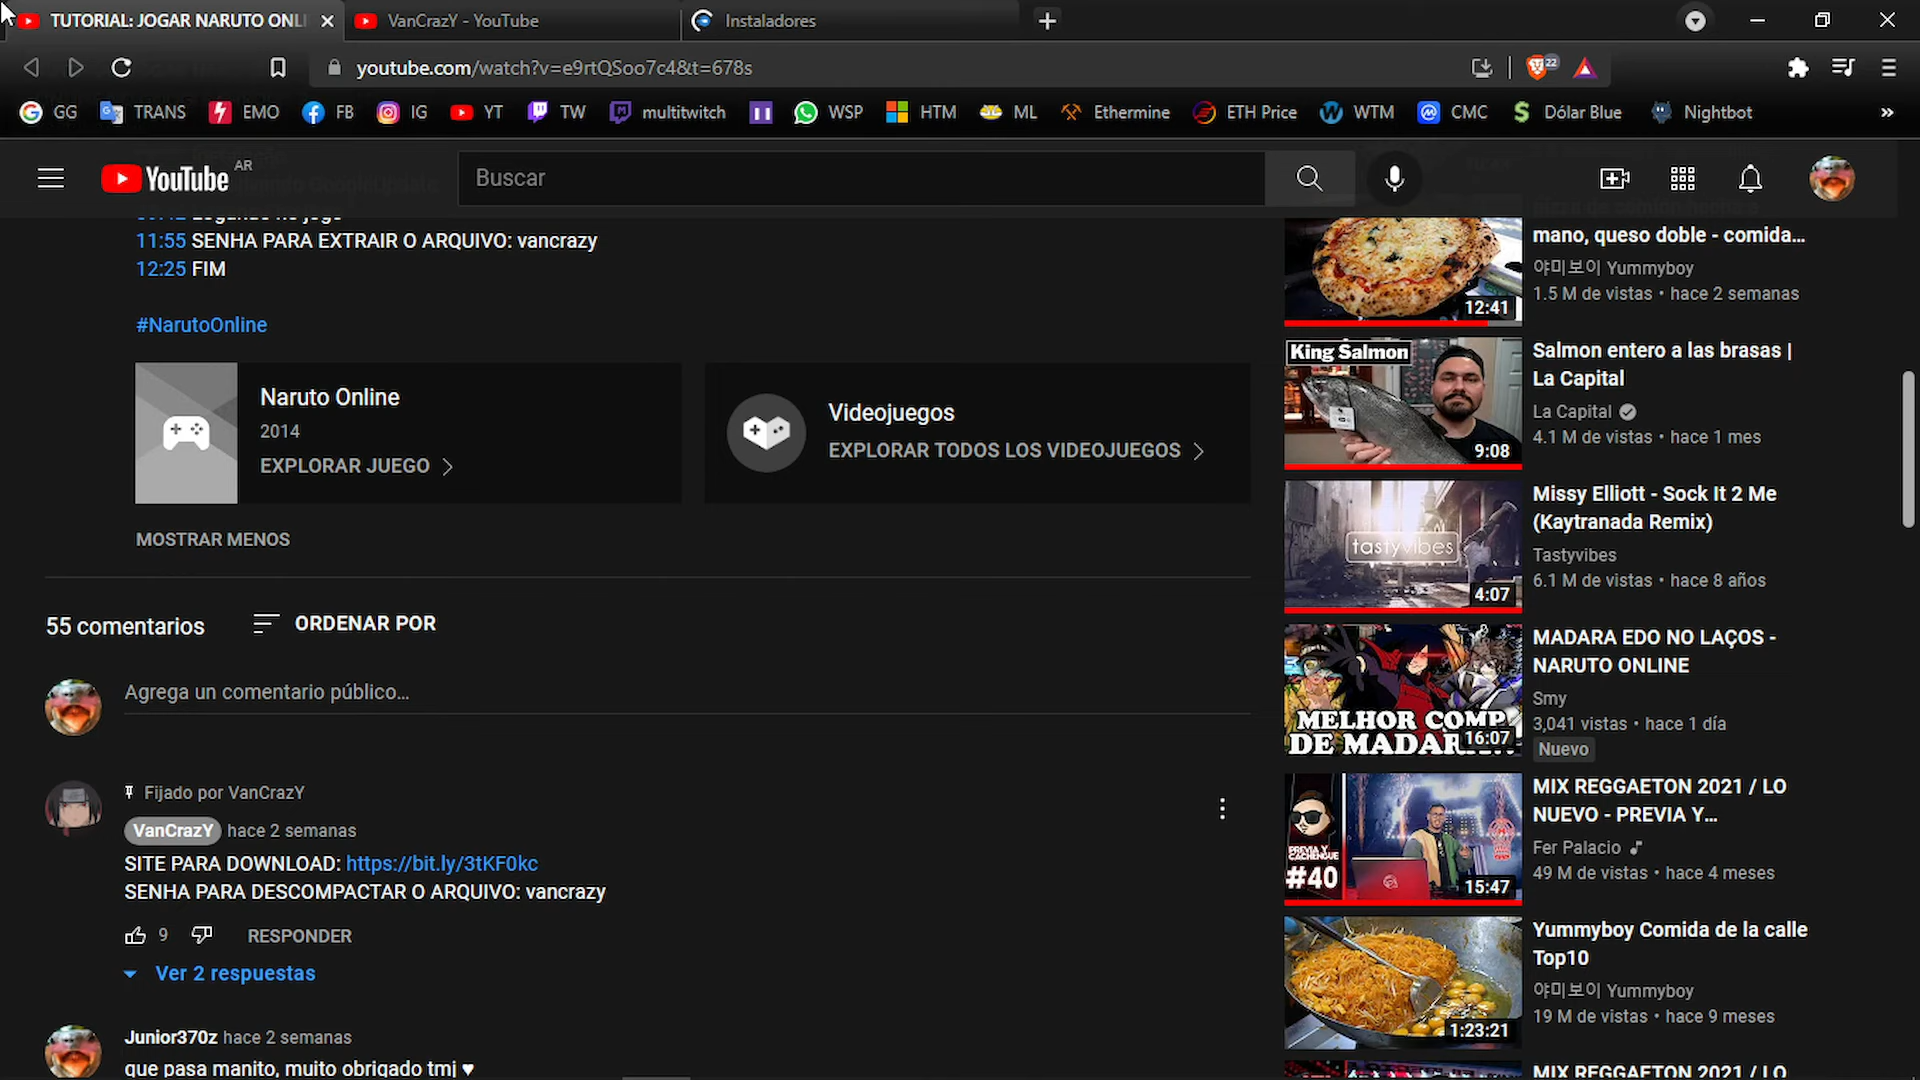 TUTORIAL: JOGAR NARUTO ONLI
VanCrazY - YouTube
Instaladores
youtube.com/watch?v=e9rtQSoo7c4&t=678s
22
GG
TRANS
EMO
FB
IG
YT
TW
multitwitch
WSP
HTM
ML
Ethermine
ETH Price
WTM
CMC
Dólar Blue
Nightbot
»
YouTube AR
Buscar
11:55 SENHA PARA EXTRAIR O ARQUIVO: vancrazy
12:25 FIM
#NarutoOnline
Naruto Online
2014
EXPLORAR JUEGO
Videojuegos
EXPLORAR TODOS LOS VIDEOJUEGOS
MOSTRAR MENOS
55 comentarios
ORDENAR POR
Agrega un comentario público...
Fijado por VanCrazY
VanCrazY hace 2 semanas
SITE PARA DOWNLOAD: https://bit.ly/3tKF0kc
SENHA PARA DESCOMPACTAR O ARQUIVO: vancrazy
9
RESPONDER
Ver 2 respuestas
Junior370z hace 2 semanas
que pasa manito, muito obrigado tmj ♥
12:41
mano, queso doble - comida...
야미보이 Yummyboy
1.5 M de vistas • hace 2 semanas
King Salmon
9:08
Salmon entero a las brasas |
La Capital
La Capital
4.1 M de vistas • hace 1 mes
tastyvibes
4:07
Missy Elliott - Sock It 2 Me
(Kaytranada Remix)
Tastyvibes
6.1 M de vistas • hace 8 años
MELHOR COMP.
DE MADARA
16:07
MADARA EDO NO LAÇOS -
NARUTO ONLINE
Smy
3,041 vistas • hace 1 día
Nuevo
PREVIA Y
CACHENGUE
#40
15:47
MIX REGGAETON 2021 / LO
NUEVO - PREVIA Y...
Fer Palacio
49 M de vistas • hace 4 meses
1:23:21
Yummyboy Comida de la calle
Top10
야미보이 Yummyboy
19 M de vistas • hace 9 meses
MIX REGGAETON 2021 / LO